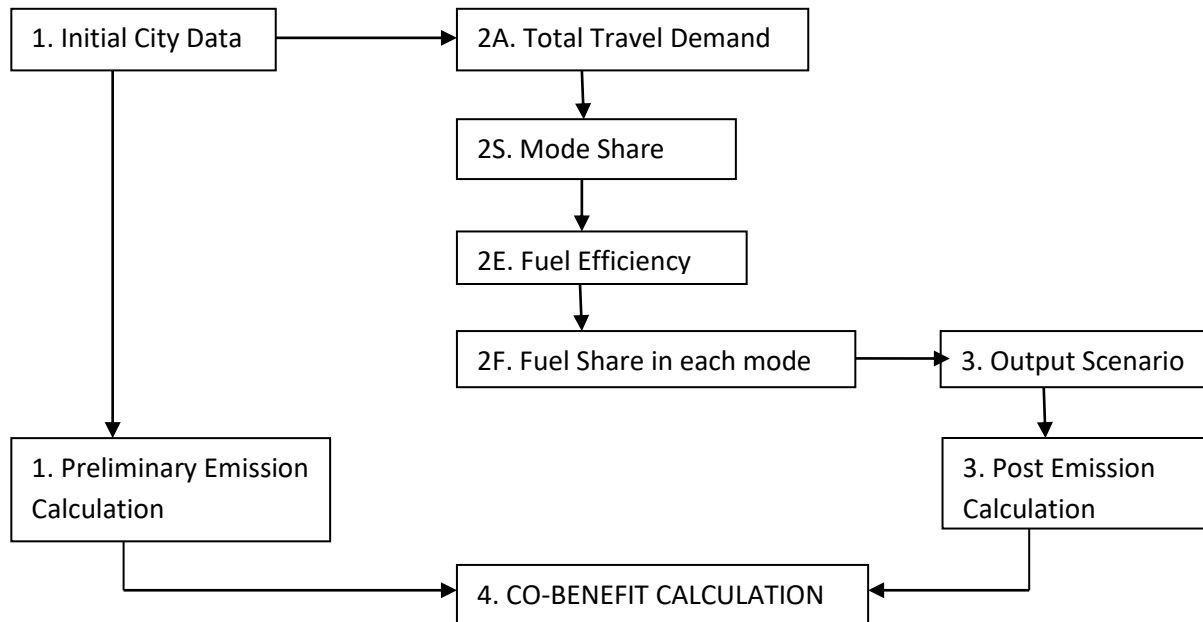 1. Initial City Data
2A. Total Travel Demand
2S. Mode Share
2E. Fuel Efficiency
2F. Fuel Share in each mode
3. Output Scenario
1. Preliminary Emission
Calculation
3. Post Emission
Calculation
4. CO-BENEFIT CALCULATION